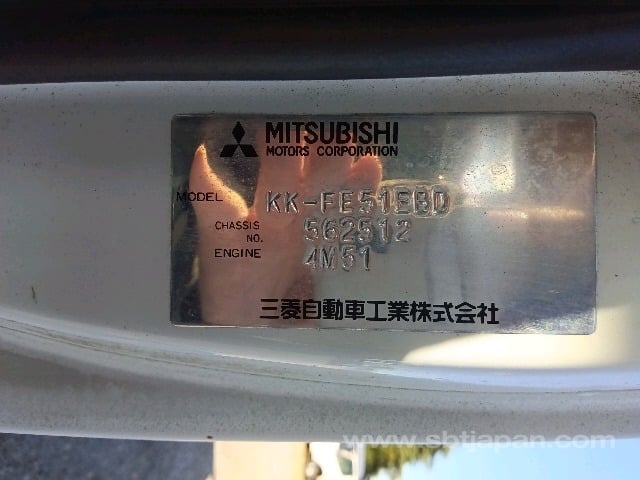 MITSUBISHI
MOTORS CORPORATION
MODEL KK-FE51EBD
CHASSIS NO. 562512
ENGINE 4M51
三菱自動車工業株式会社
www.sbtjapan.com